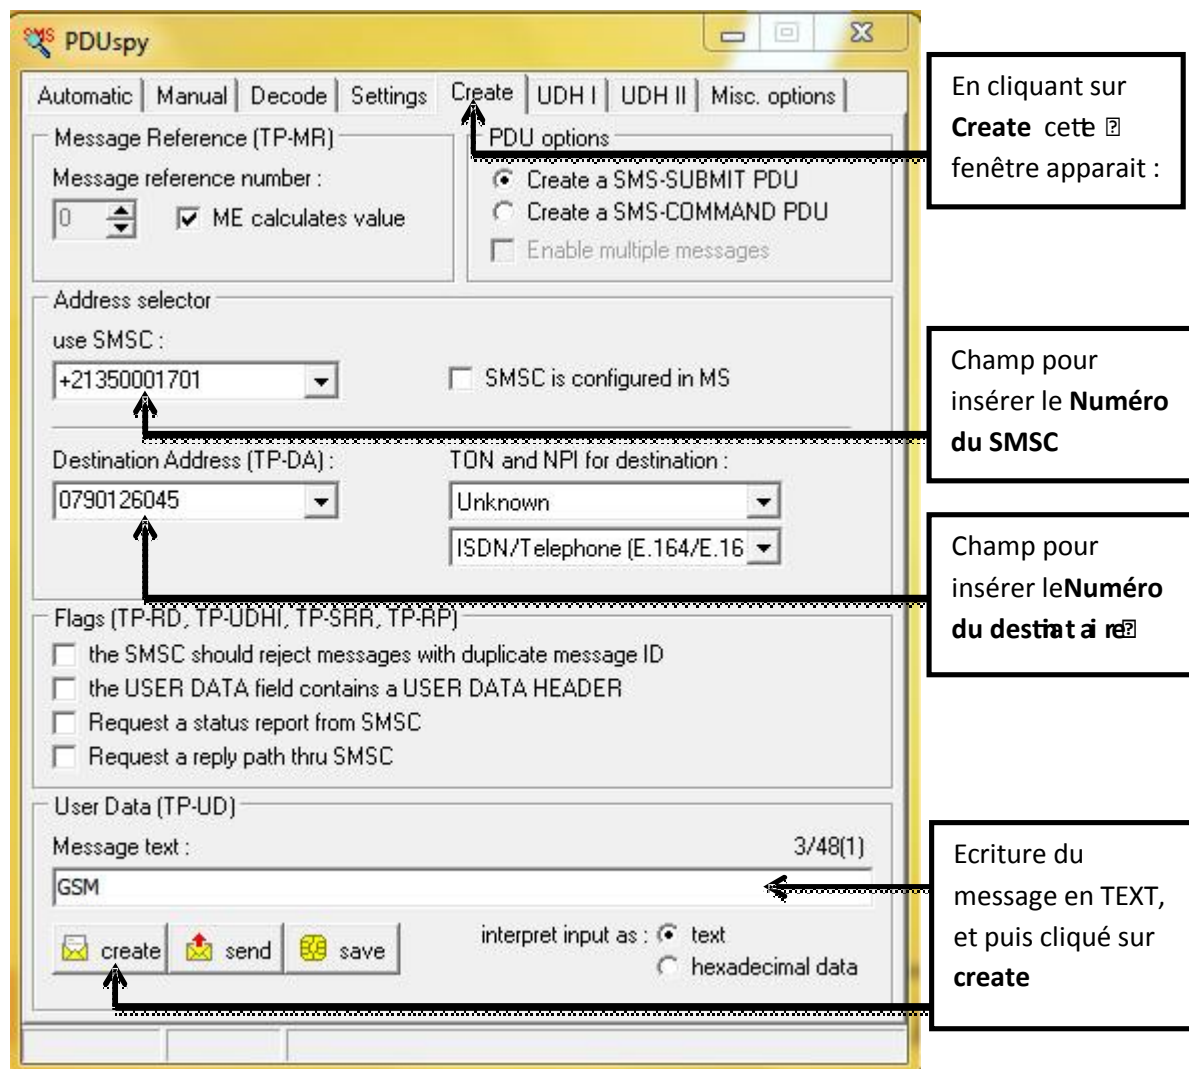 SMS PDUspy
Automatic Manual Decode Settings Create UDH I UDH II Misc. options
Message Reference (TP-MR)
Message reference number :
0 ME calculates value
PDU options
Create a SMS-SUBMIT PDU
Create a SMS-COMMAND PDU
Enable multiple messages
En cliquant sur
Create cette
fenêtre apparait :
Address selector
use SMSC :
+21350001701
SMSC is configured in MS
Champ pour
insérer le Numéro
du SMSC
Destination Address (TP-DA) :
0790126045
TON and NPI for destination :
Unknown
ISDN/Telephone (E.164/E.16
Champ pour
insérer leNuméro
du destinataire
Flags (TP-RD, TP-UDHI, TP-SRR, TP-RP)
the SMSC should reject messages with duplicate message ID
the USER DATA field contains a USER DATA HEADER
Request a status report from SMSC
Request a reply path thru SMSC
User Data (TP-UD)
Message text :
3/48(1)
GSM
create send save
interpret input as : text
hexadecimal data
Ecriture du
message en TEXT,
et puis cliqué sur
create